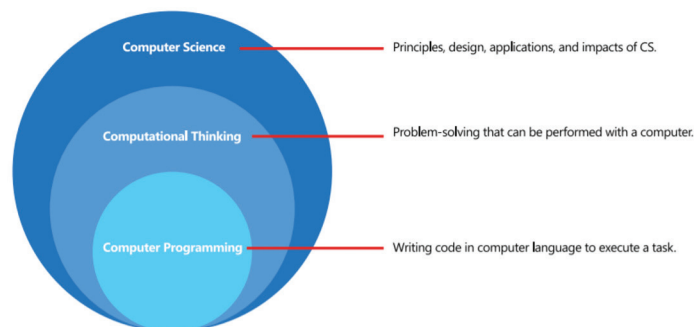 Computer Science
Principles, design, applications, and impacts of CS.
Computational Thinking
Problem-solving that can be performed with a computer.
Computer Programming
Writing code in computer language to execute a task.